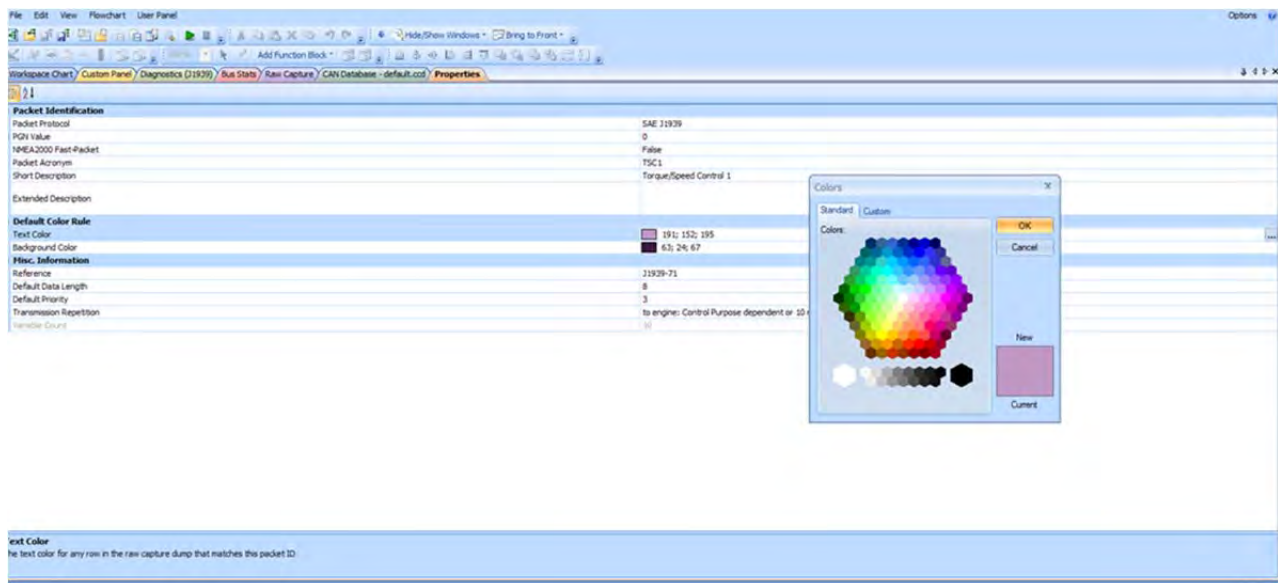 File Edit View Flowchart User Panel Options
Hide/Show Windows Bring to Front
Add Function Block
Workspace Chart Custom Panel Diagnostics (J1939) Bus Stats Raw Capture CAN Database - default.ccd Properties
Packet Identification
Packet Protocol SAE J1939
PGN Value 0
NMEA2000 Fast-Packet False
Packet Acronym TSC1
Short Description Torque/Speed Control 1
Extended Description
Default Color Rule
Text Color 191; 152; 195
Background Color 63; 24; 67
Misc. Information
Reference J1939-71
Default Data Length 8
Default Priority 3
Transmission Repetition to engine: Control Purpose dependent or 10
Variable Count
Colors
Standard Custom
Colors:
OK
Cancel
New
Current
Text Color
he text color for any row in the raw capture dump that matches this packet ID